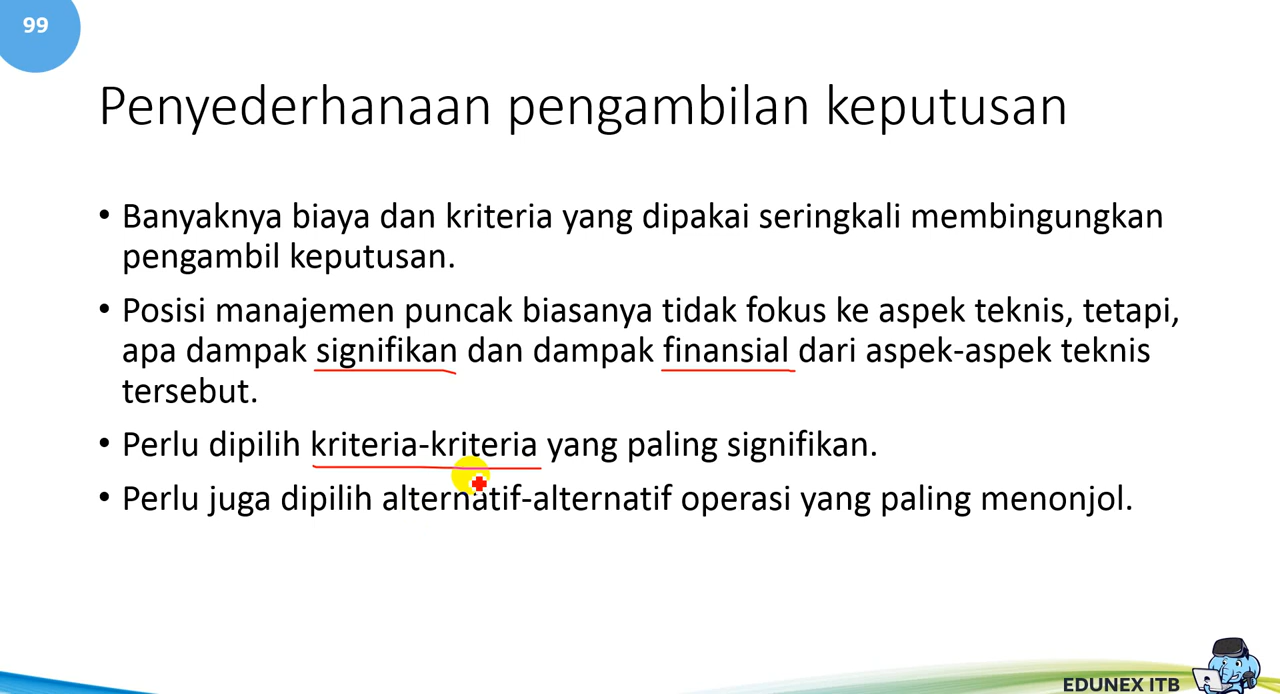 99
Penyederhanaan pengambilan keputusan
• Banyaknya biaya dan kriteria yang dipakai seringkali membingungkan
pengambil keputusan.
• Posisi manajemen puncak biasanya tidak fokus ke aspek teknis, tetapi,
apa dampak signifikan dan dampak finansial dari aspek-aspek teknis
tersebut.
• Perlu dipilih kriteria-kriteria yang paling signifikan.
• Perlu juga dipilih alternatif-alternatif operasi yang paling menonjol.
EDUNEX ITB